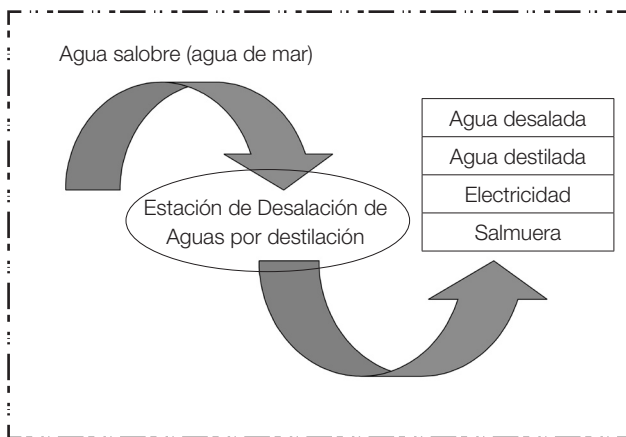 Agua salobre (agua de mar)
Agua desalada
Agua destilada
Electricidad
Salmuera
Estación de Desalación de
Aguas por destilación